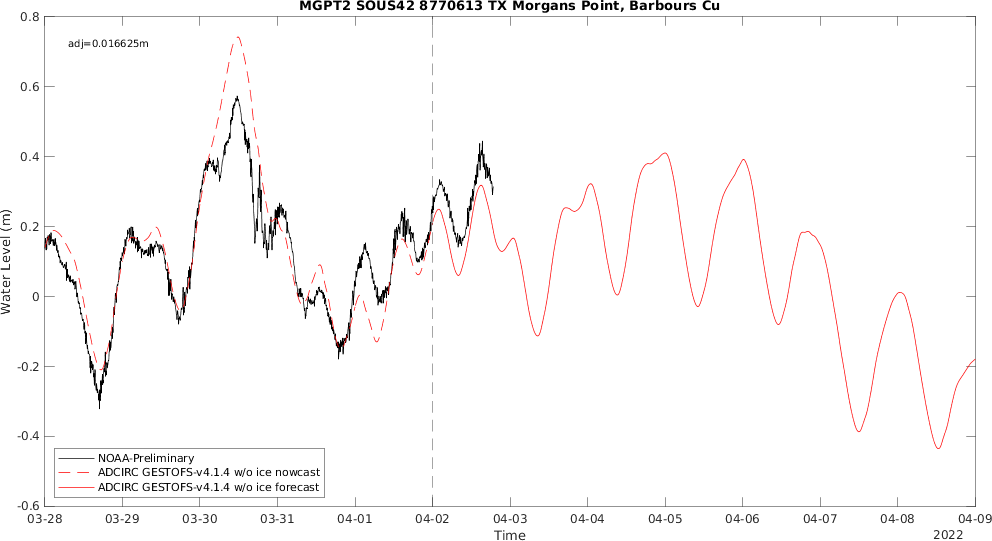 MGPT2 SOUS42 8770613 TX Morgans Point, Barbours Cu
adj=0.016625m
0.8
0.6
0.4
0.2
0
-0.2
-0.4
-0.6
Water Level (m)
NOAA-Preliminary
ADCIRC GESTOFS-v4.1.4 w/o ice nowcast
ADCIRC GESTOFS-v4.1.4 w/o ice forecast
03-28 03-29 03-30 03-31 04-01 04-02 04-03 04-04 04-05 04-06 04-07 04-08 04-09
Time
2022